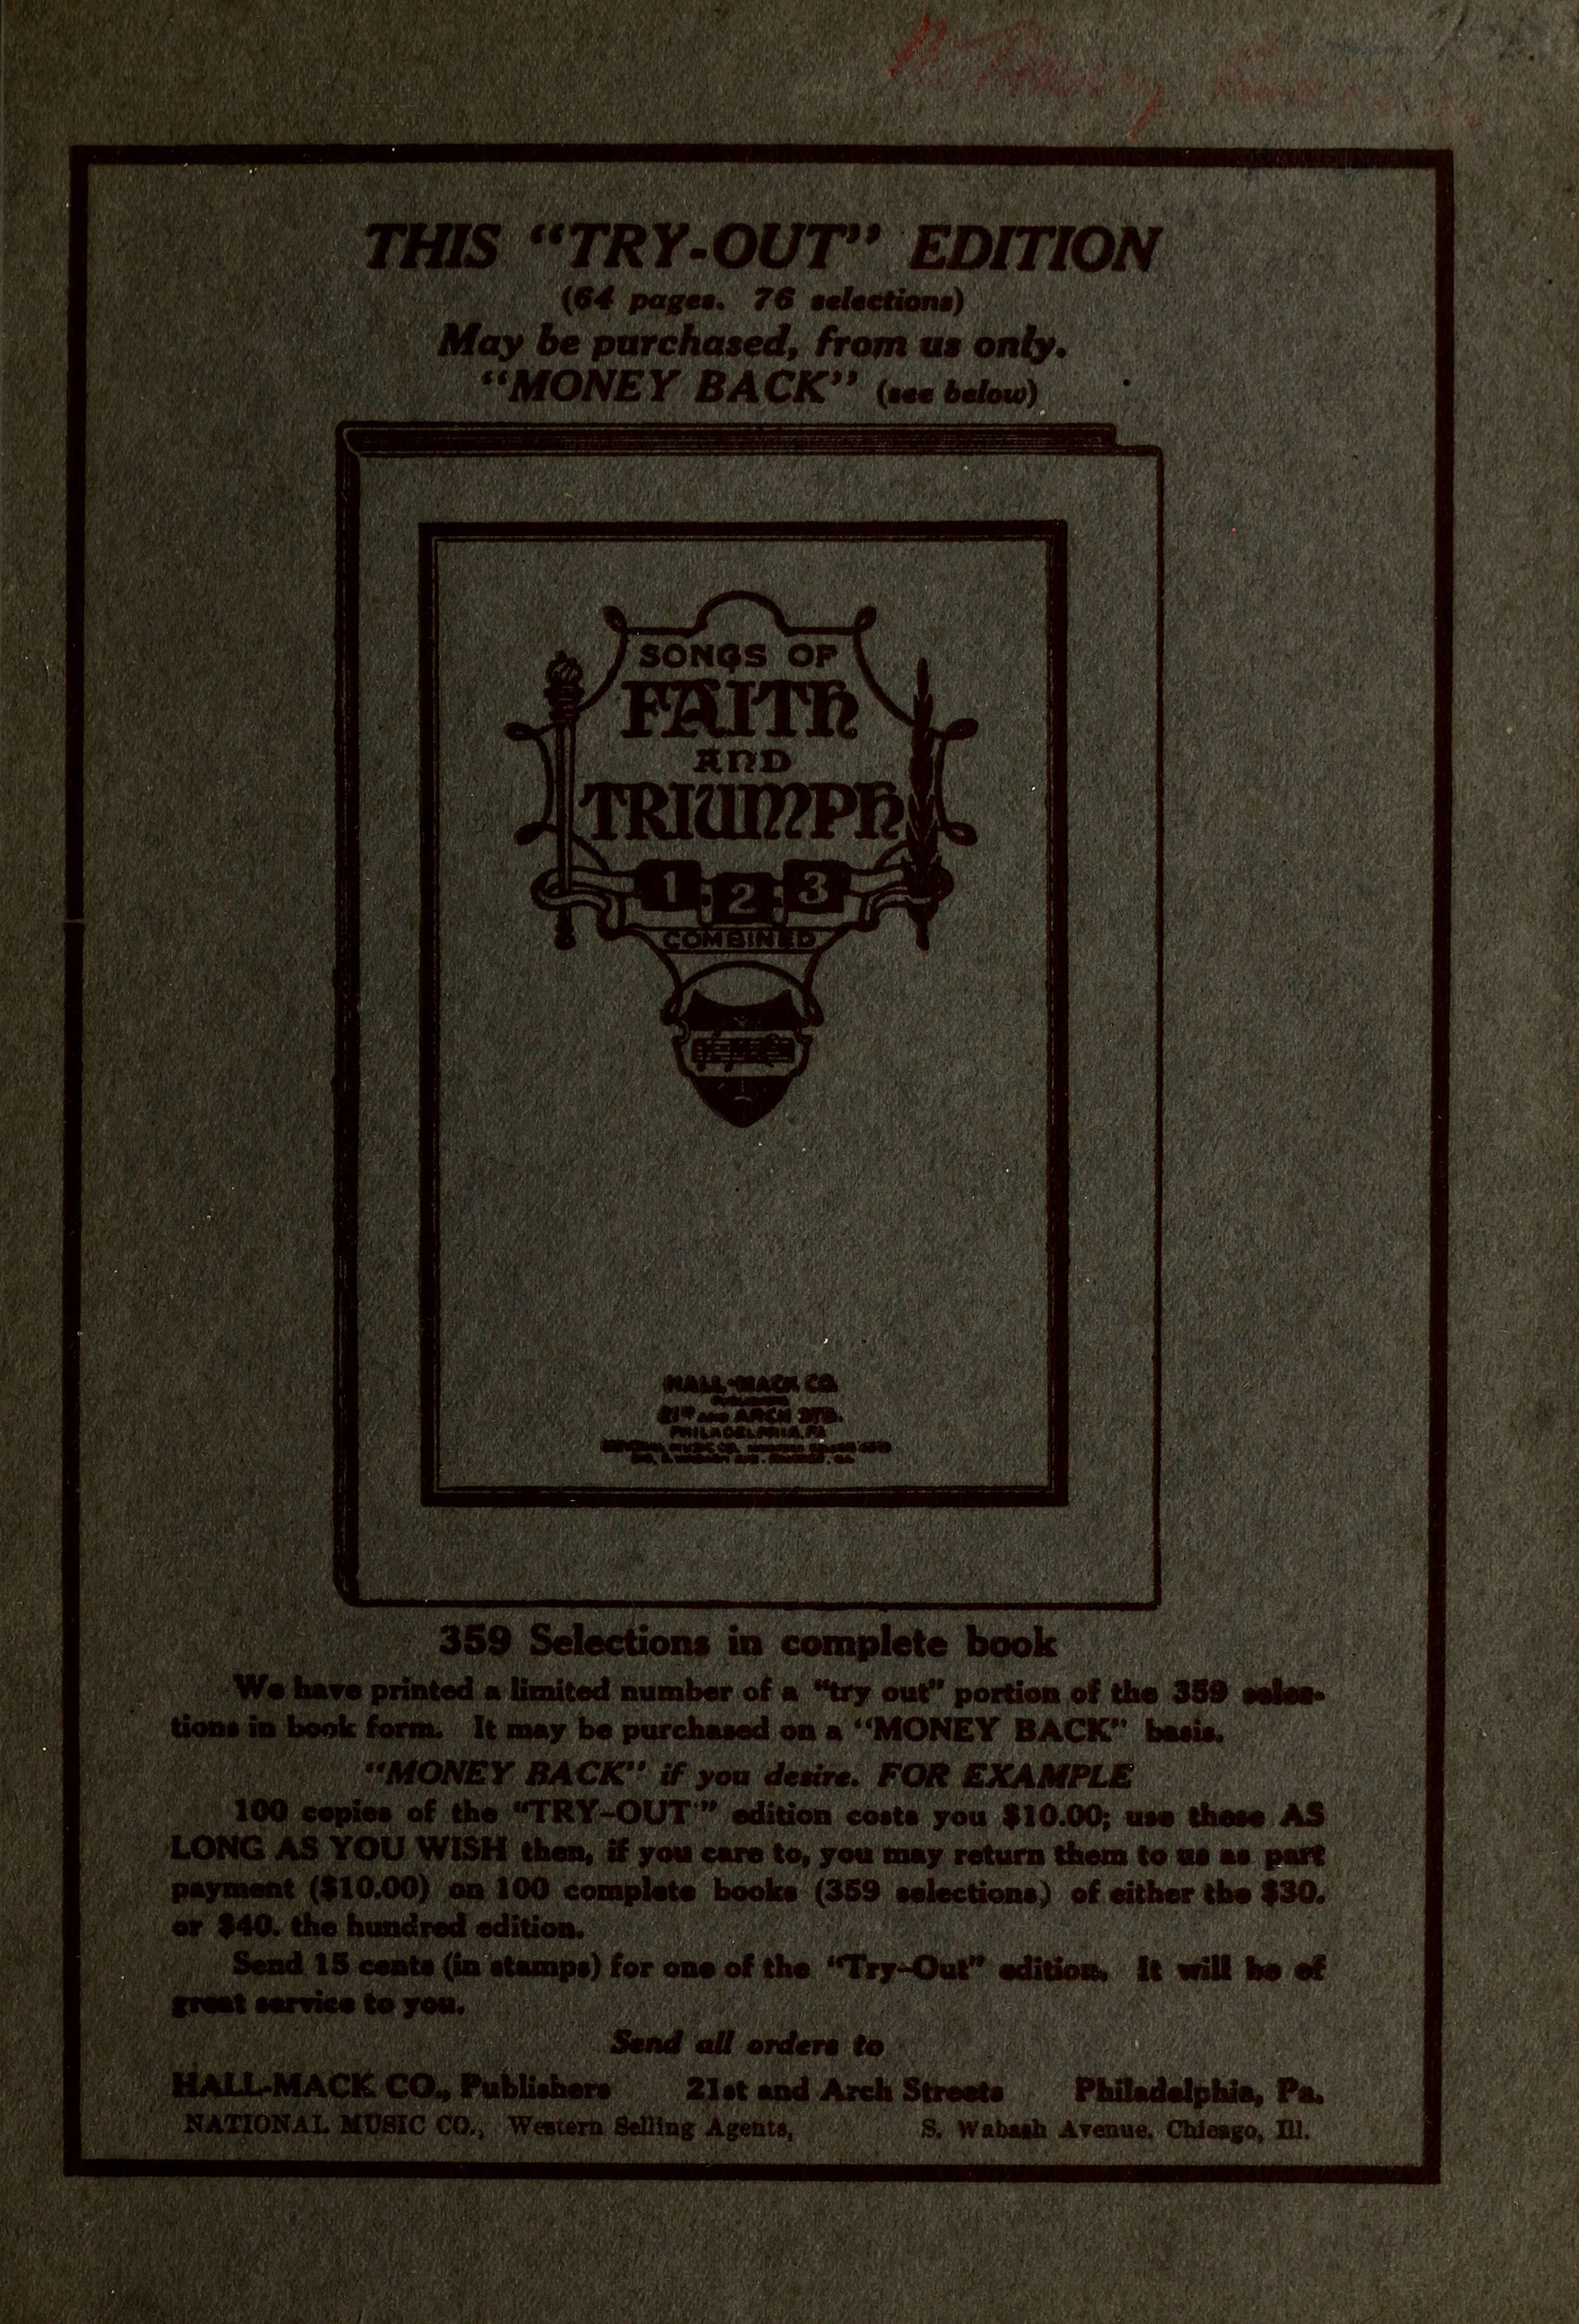 THIS “TRY-OUT” EDITION
(64 pages. 76 selections)
May be purchased, from us only.
“MONEY BACK” (see below)
SONGS OF
FAITH
AND
TRIUMPH
1 2 3
COMBINED
HALL-MACK CO.
21ST AND ARCH STS.
PHILADELPHIA, PA
359 Selections in complete book
We have printed a limited number of a “try out” portion of the 359 selec-
tions in book form. It may be purchased on a “MONEY BACK” basis.
“MONEY BACK” if you desire. FOR EXAMPLE
100 copies of the “TRY-OUT” edition costs you $10.00; use these AS
LONG AS YOU WISH then, if you care to, you may return them to us as part
payment ($10.00) on 100 complete books (359 selections) of either the $30.
or $40. the hundred edition.
Send 15 cents (in stamps) for one of the “Try-Out” edition. It will be of
great service to you.
Send all orders to
HALL-MACK CO., Publishers 21st and Arch Streets Philadelphia, Pa.
NATIONAL MUSIC CO., Western Selling Agents, S. Wabash Avenue, Chicago, Ill.